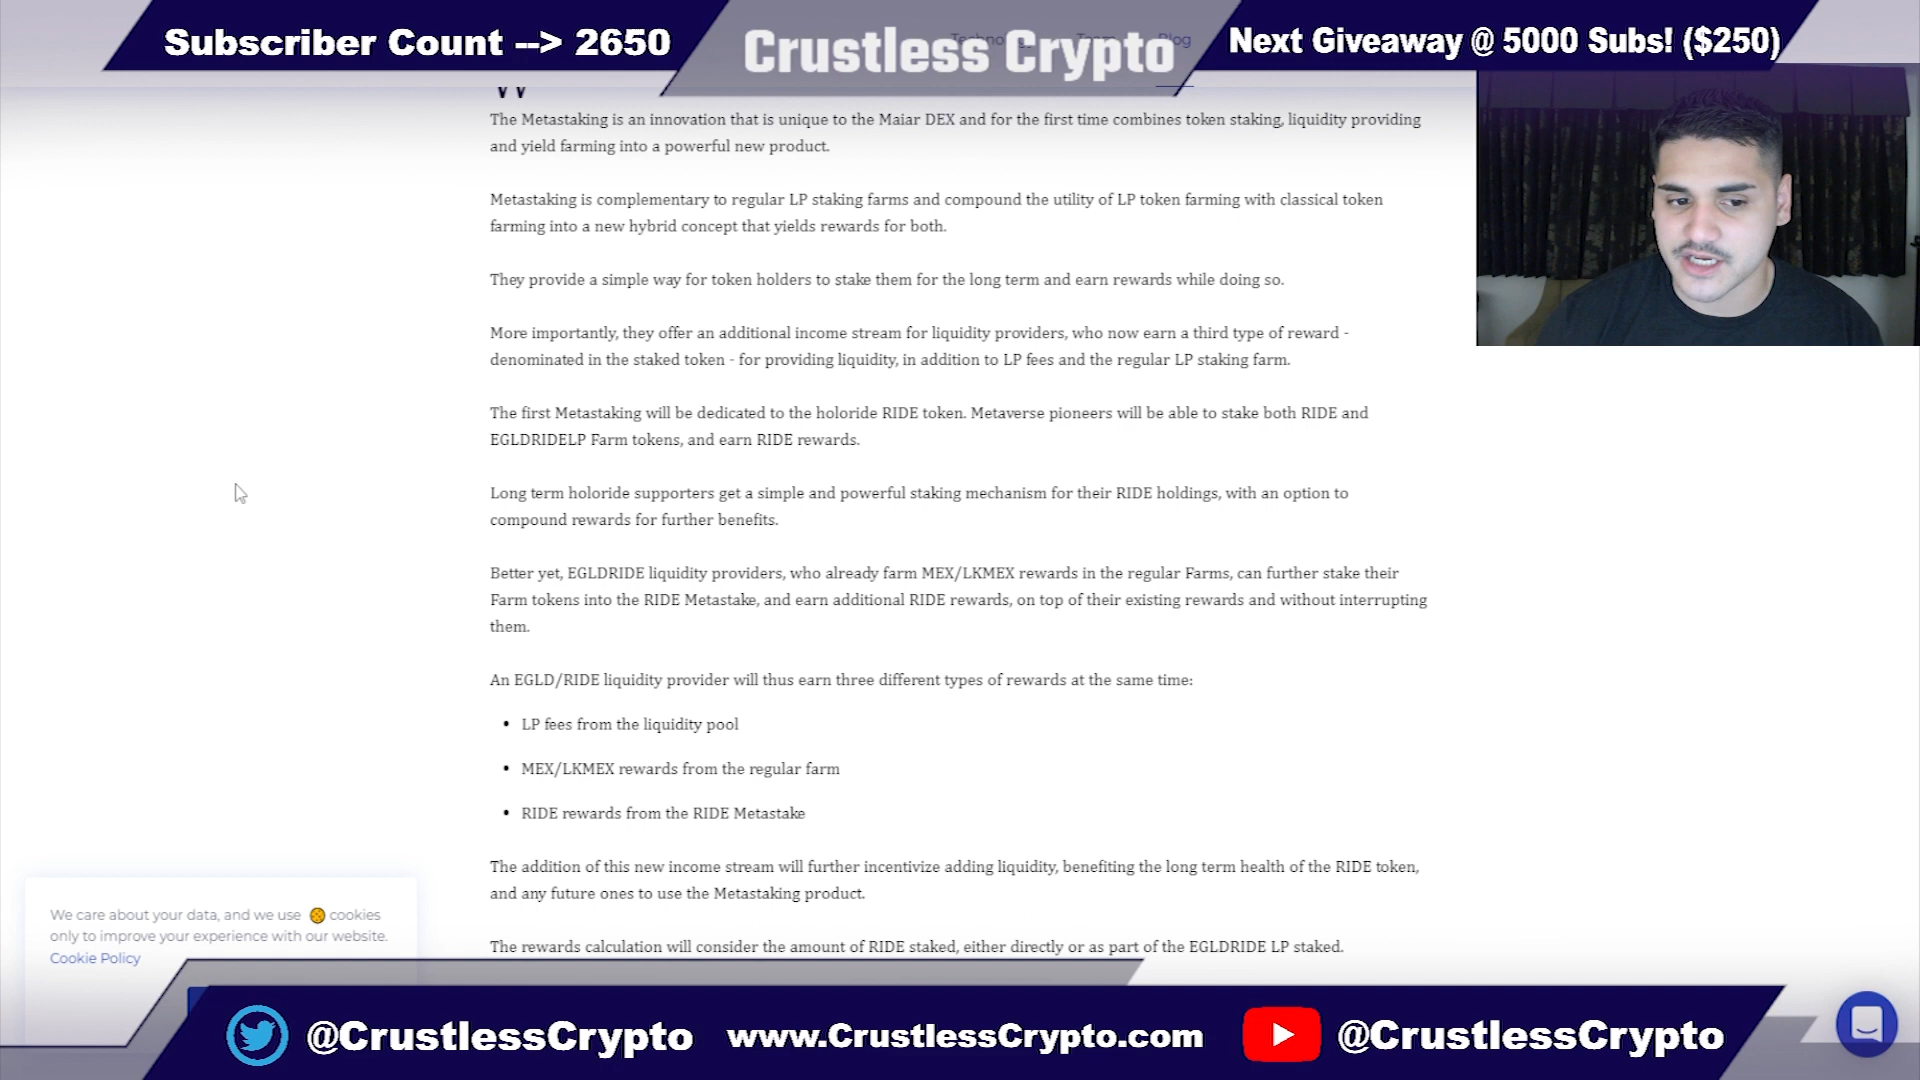 Subscriber Count --> 2650
Crustless Crypto
Next Giveaway @ 5000 Subs! ($250)
Blog
The Metastaking is an innovation that is unique to the Maiar DEX and for the first time combines token staking, liquidity providing
and yield farming into a powerful new product.
Metastaking is complementary to regular LP staking farms and compound the utility of LP token farming with classical token
farming into a new hybrid concept that yields rewards for both.
They provide a simple way for token holders to stake them for the long term and earn rewards while doing so.
More importantly, they offer an additional income stream for liquidity providers, who now earn a third type of reward -
denominated in the staked token - for providing liquidity, in addition to LP fees and the regular LP staking farm.
The first Metastaking will be dedicated to the holoride RIDE token. Metaverse pioneers will be able to stake both RIDE and
EGLDRIDELP Farm tokens, and earn RIDE rewards.
Long term holoride supporters get a simple and powerful staking mechanism for their RIDE holdings, with an option to
compound rewards for further benefits.
Better yet, EGLDRIDE liquidity providers, who already farm MEX/LKMEX rewards in the regular Farms, can further stake their
Farm tokens into the RIDE Metastake, and earn additional RIDE rewards, on top of their existing rewards and without interrupting
them.
An EGLD/RIDE liquidity provider will thus earn three different types of rewards at the same time:
• LP fees from the liquidity pool
• MEX/LKMEX rewards from the regular farm
• RIDE rewards from the RIDE Metastake
The addition of this new income stream will further incentivize adding liquidity, benefiting the long term health of the RIDE token,
and any future ones to use the Metastaking product.
The rewards calculation will consider the amount of RIDE staked, either directly or as part of the EGLDRIDE LP staked.
We care about your data, and we use cookies
only to improve your experience with our website.
Cookie Policy
@CrustlessCrypto
www.CrustlessCrypto.com
@CrustlessCrypto